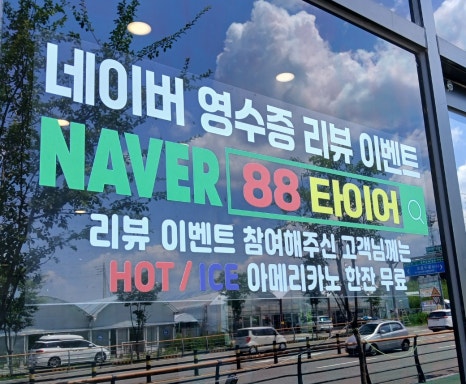 네이버 영수증 리뷰 이벤트
NAVER 88 타이어
리뷰 이벤트 참여해주신 고객님께는
HOT / ICE 아메리카노 한잔 무료